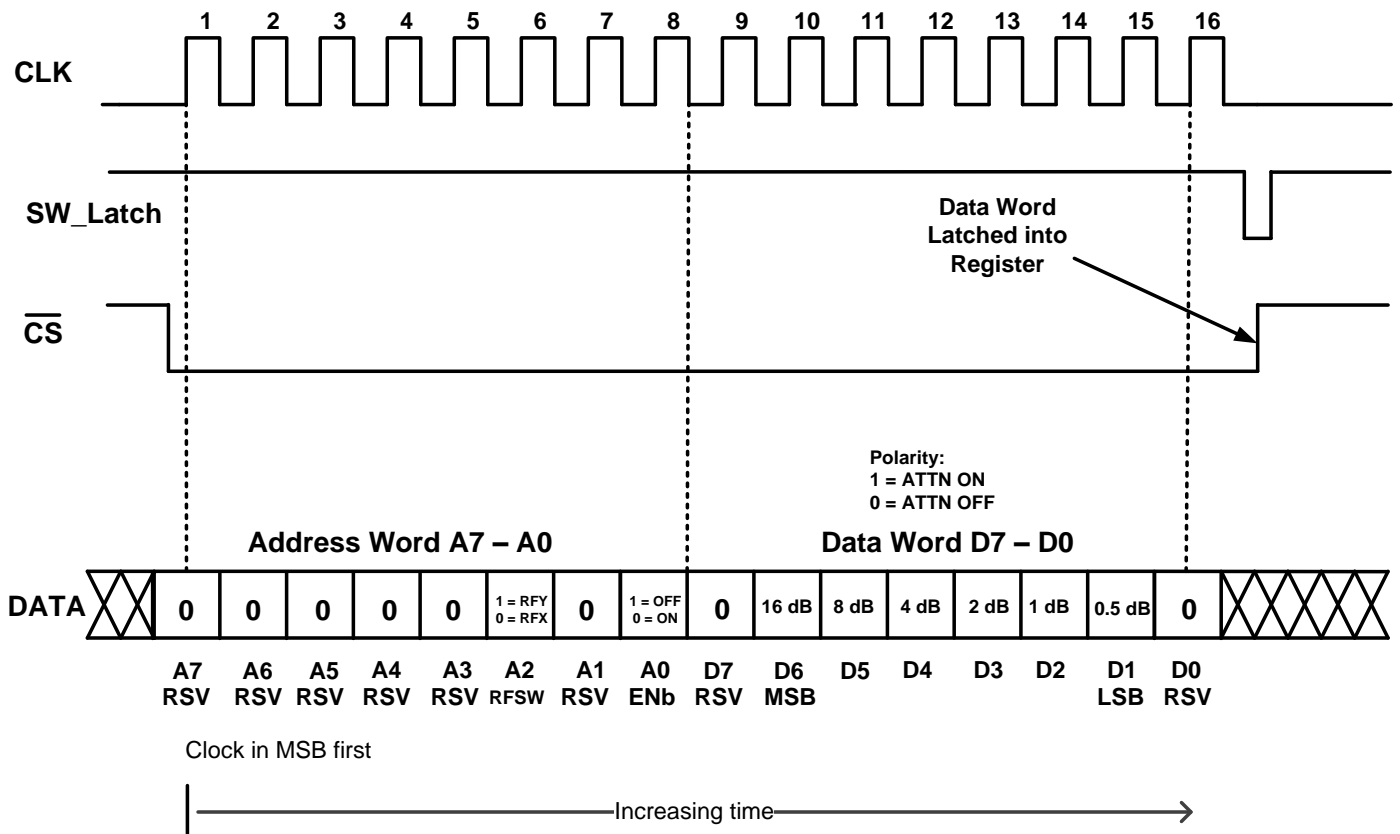 1 2 3 4 5 6 7 8 9 10 11 12 13 14 15 16
CLK
SW_Latch
Data Word
Latched into
Register
CS
Polarity:
1 = ATTN ON
0 = ATTN OFF
Address Word A7 – A0
Data Word D7 – D0
DATA
0 0 0 0 0
1 = RFY
0 = RFX
0
1 = OFF
0 = ON
0 16 dB 8 dB 4 dB 2 dB 1 dB 0.5 dB 0
A7 A6 A5 A4 A3 A2 A1 A0 D7 D6 D5 D4 D3 D2 D1 D0
RSV RSV RSV RSV RSV RFSW RSV ENb RSV MSB LSB RSV
Clock in MSB first
Increasing time